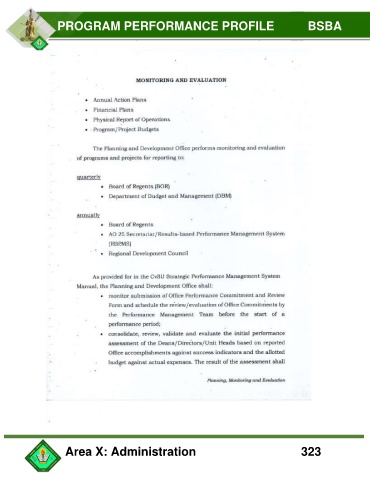 PROGRAM PERFORMANCE PROFILE BSBA
MONITORING AND EVALUATION
• Annual Action Plans
• Financial Plans
• Physical Report of Operations
• Program/Project Budgets
The Planning and Development Office performs monitoring and evaluation
of programs and projects for reporting to:
quarterly
• Board of Regents (BOR)
• Department of Budget and Management (DBM)
annually
• Board of Regents
• AO 25 Secretariat/Results-based Performance Management System
(RBPMS)
• Regional Development Council
As provided for in the CvSU Strategic Performance Management System
Manual, the Planning and Development Office shall:
• monitor submission of Office Performance Commitment and Review
Form and schedule the review/evaluation of Office Commitments by
the Performance Management Team before the start of a
performance period;
• consolidate, review, validate and evaluate the initial performance
assessment of the Deans/Directors/Unit Heads based on reported
Office accomplishments against success indicators and the allotted
budget against actual expenses. The result of the assessment shall
Planning, Monitoring and Evaluation
Area X: Administration 323